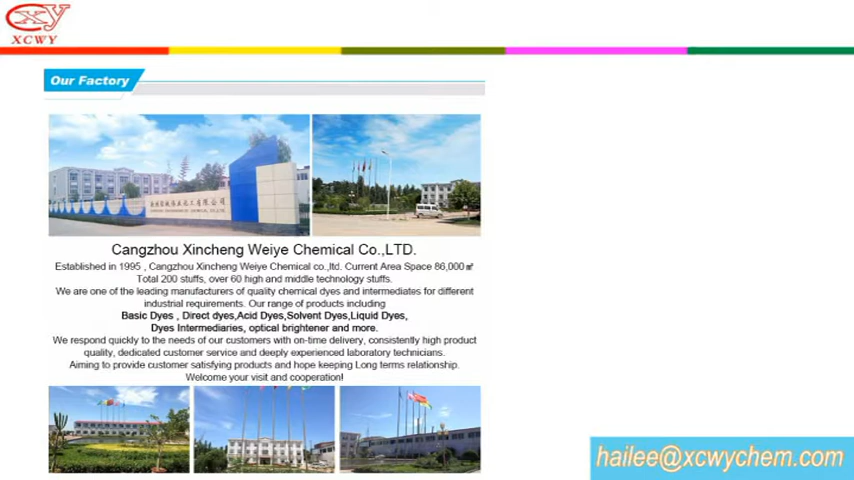 XCY
XCWY
Our Factory
Cangzhou Xincheng Weiye Chemical Co.,LTD.
Established in 1995 , Cangzhou Xincheng Weiye Chemical co.,ltd. Current Area Space 86,000㎡
Total 200 stuffs, over 60 high and middle technology stuffs.
We are one of the leading manufacturers of quality chemical dyes and intermediates for different
industrial requirements. Our range of products including
Basic Dyes , Direct dyes,Acid Dyes,Solvent Dyes,Liquid Dyes,
Dyes Intermediaries, optical brightener and more.
We respond quickly to the needs of our customers with on-time delivery, consistently high product
quality, dedicated customer service and deeply experienced laboratory technicians.
Aiming to provide customer satisfying products and hope keeping Long terms relationship.
Welcome your visit and cooperation!
hailee@xcwychem.com